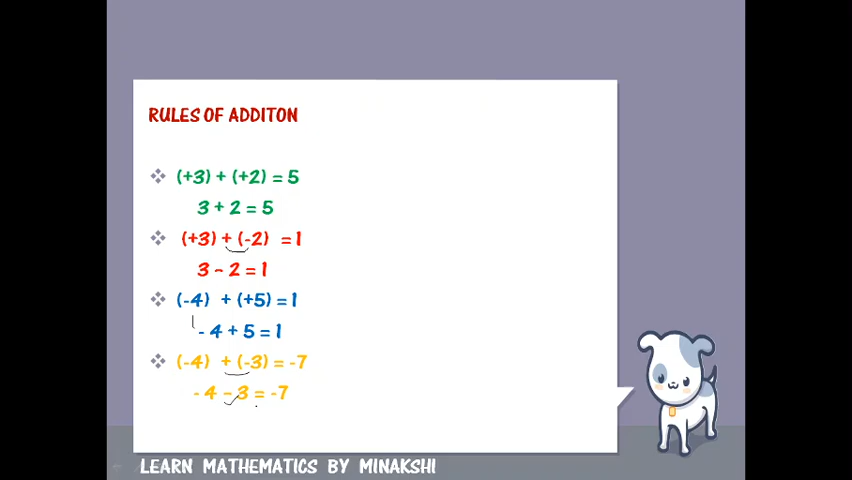 RULES OF ADDITON
❖ (+3) + (+2) = 5
3 + 2 = 5
❖ (+3) + (-2) = 1
3 - 2 = 1
❖ (-4) + (+5) = 1
- 4 + 5 = 1
❖ (-4) + (-3) = -7
- 4 - 3 = -7
LEARN MATHEMATICS BY MINAKSHI